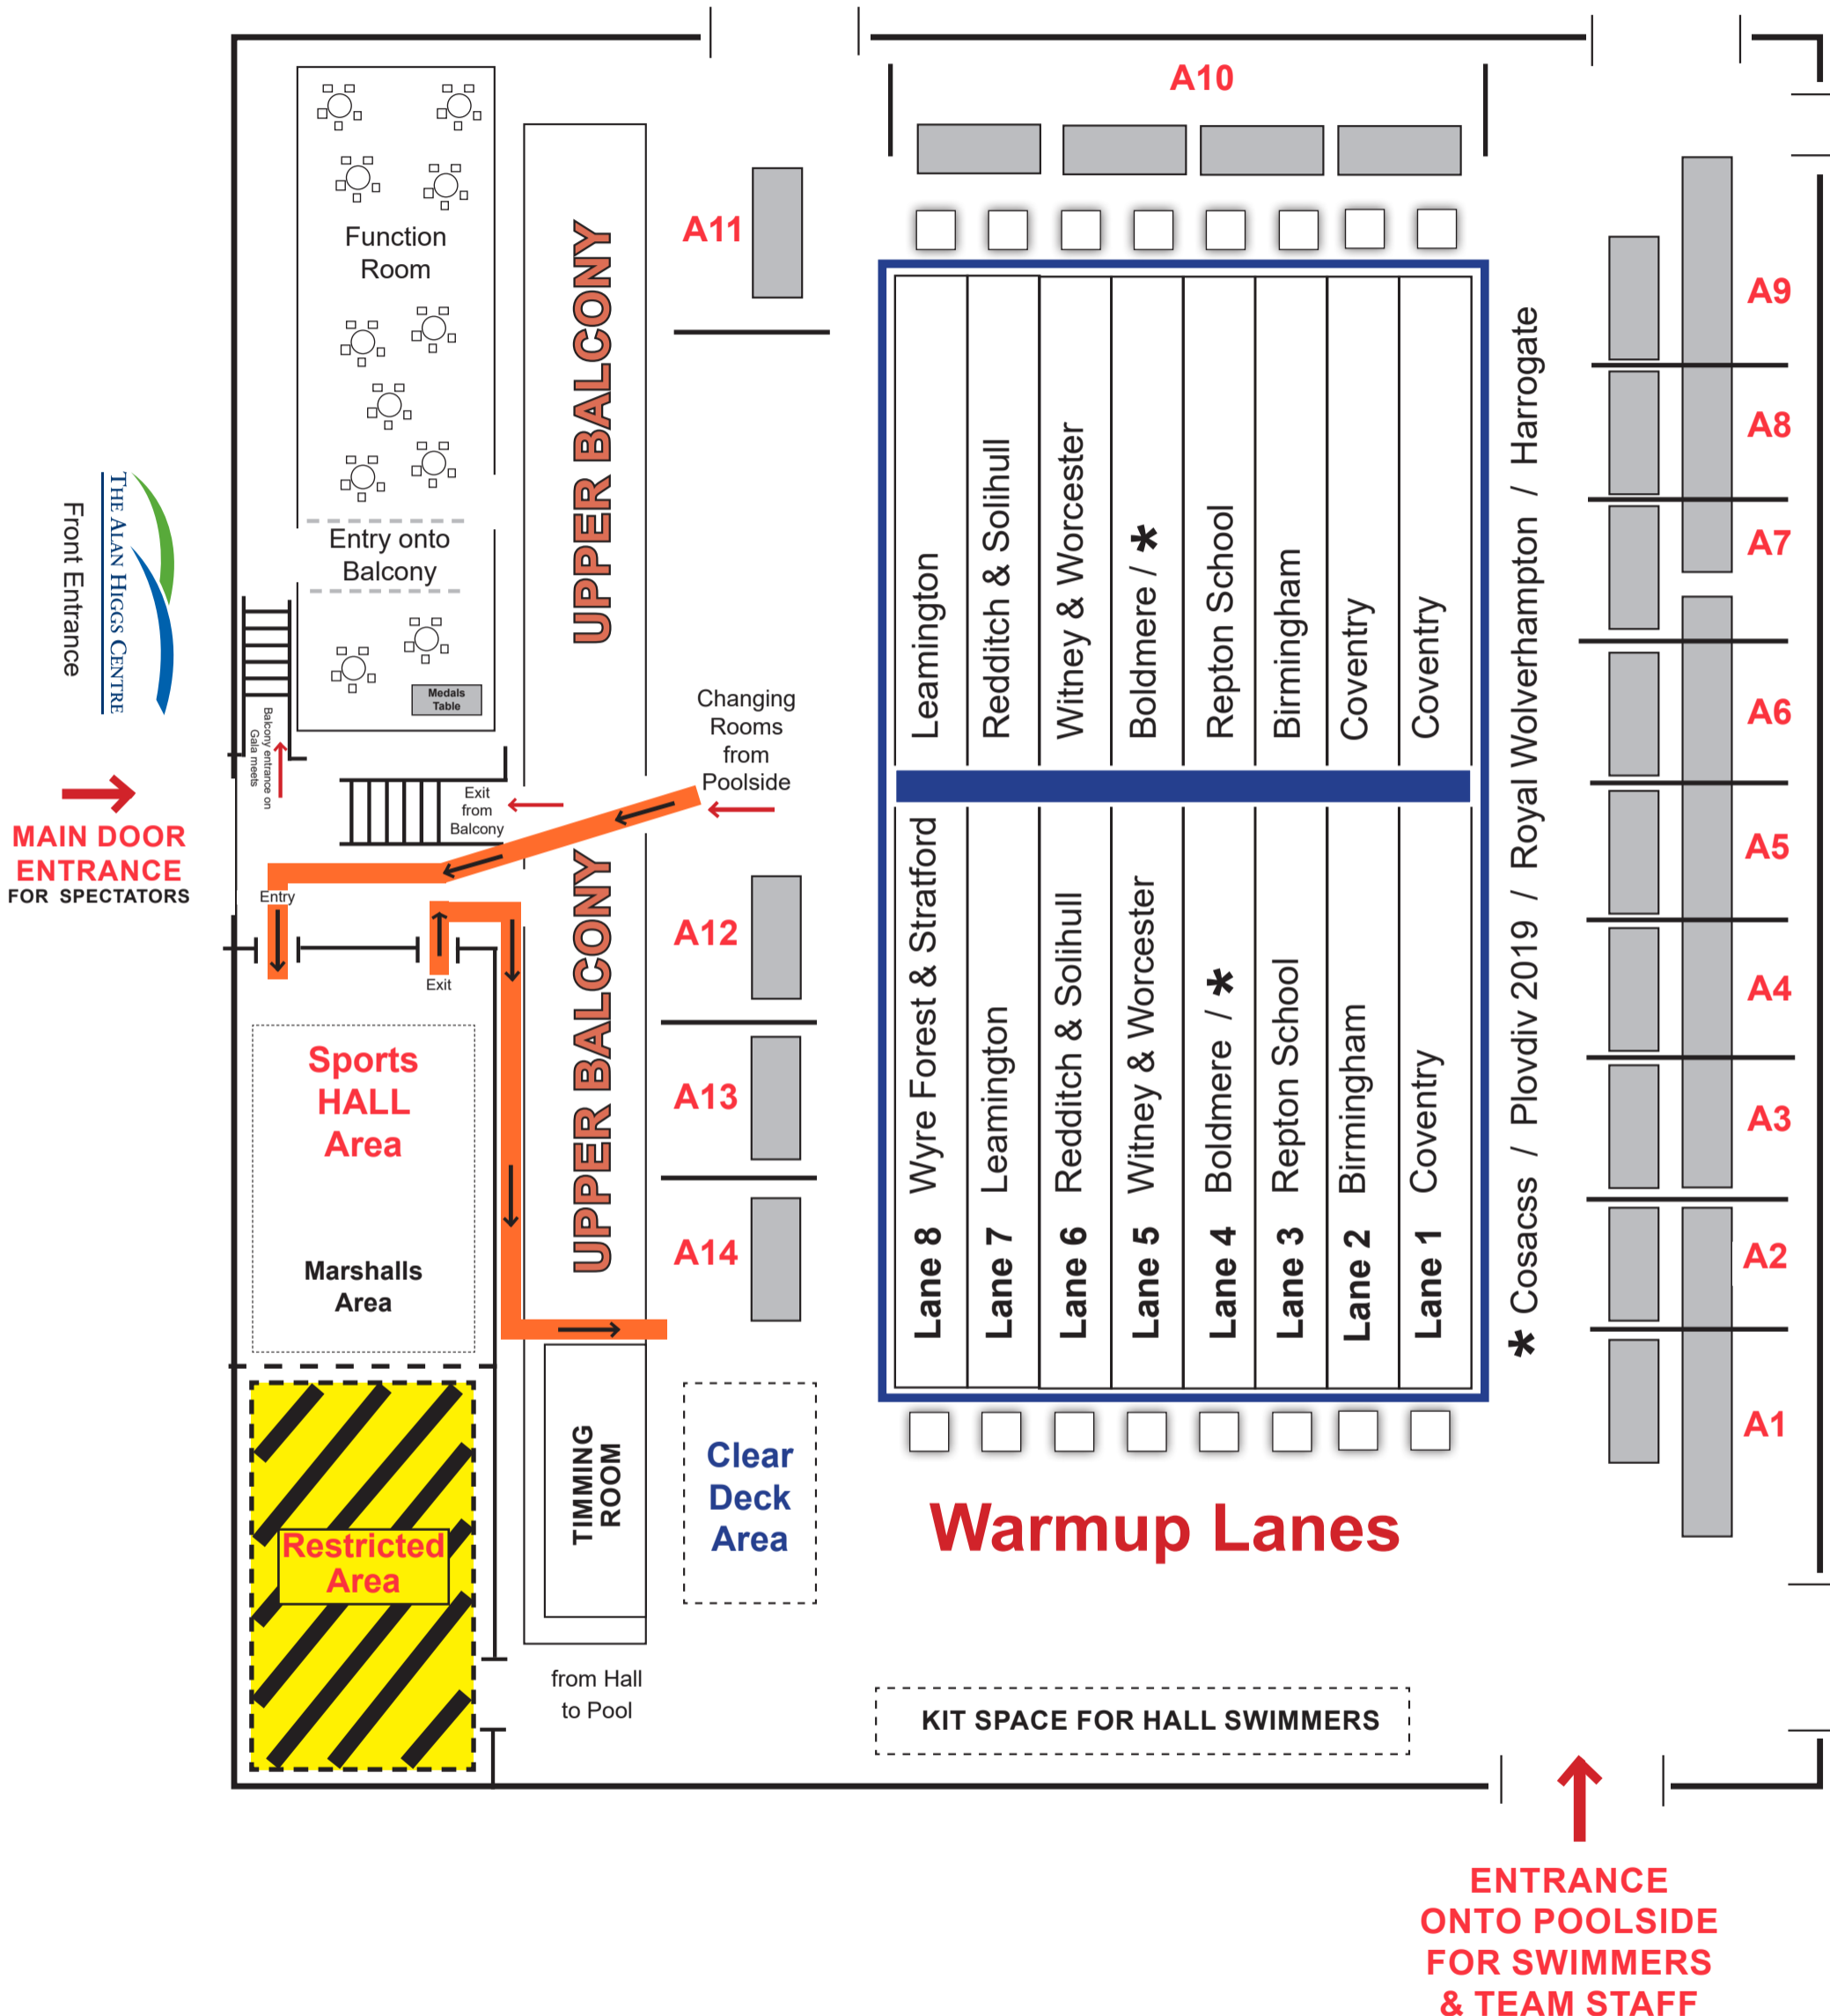 A10
A11
Function
Room
UPPER BALCONY
Entry onto
Balcony
Medals
Table
THE ALAN HIGGS CENTRE
Front Entrance
Balcony entrance on
Gala meets
MAIN DOOR
ENTRANCE
FOR SPECTATORS
Changing
Rooms
from
Poolside
Exit
from
Balcony
Entry
Exit
UPPER BALCONY
Sports
HALL
Area
Marshalls
Area
Restricted
Area
TIMMING
ROOM
from Hall
to Pool
A12
A13
A14
Clear
Deck
Area
Leamington
Redditch & Solihull
Witney & Worcester
Boldmere / *
Repton School
Birmingham
Coventry
Coventry
Lane 8 Wyre Forest & Stratford
Lane 7 Leamington
Lane 6 Redditch & Solihull
Lane 5 Witney & Worcester
Lane 4 Boldmere / *
Lane 3 Repton School
Lane 2 Birmingham
Lane 1 Coventry
* Cosacss / Plovdiv 2019 / Royal Wolverhampton / Harrogate
A9
A8
A7
A6
A5
A4
A3
A2
A1
Warmup Lanes
KIT SPACE FOR HALL SWIMMERS
ENTRANCE
ONTO POOLSIDE
FOR SWIMMERS
& TEAM STAFF